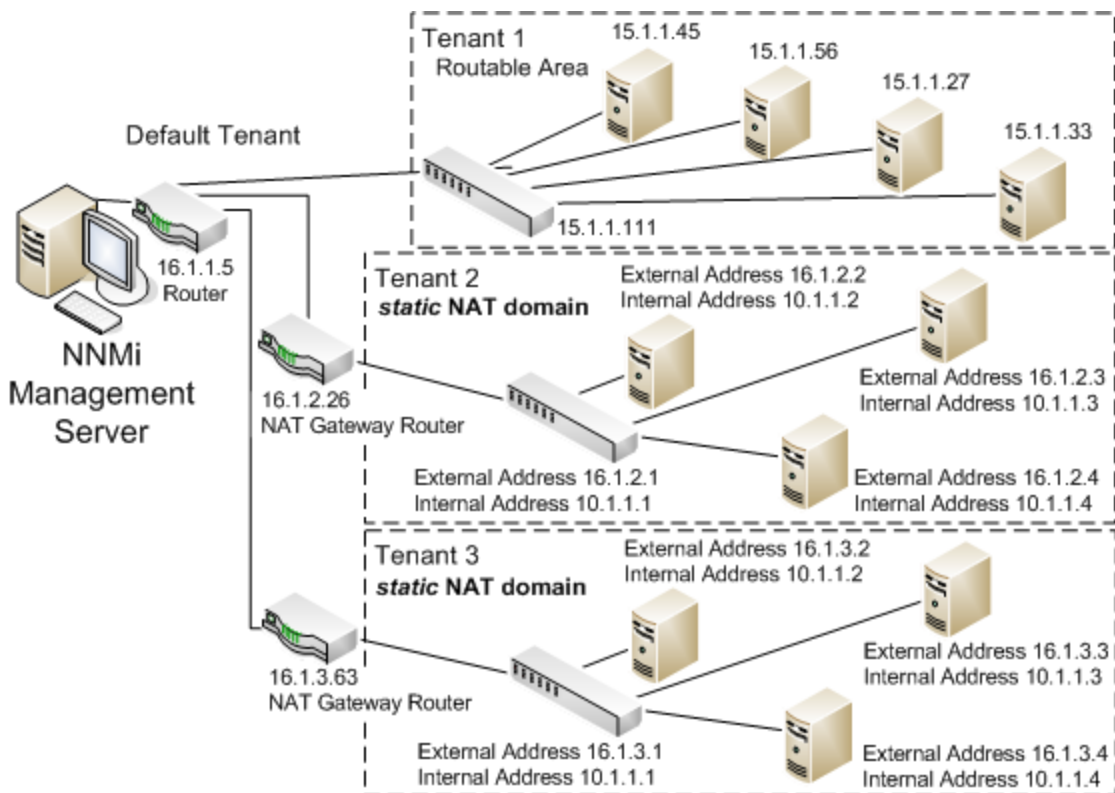 Tenant 1
Routable Area
15.1.1.45
15.1.1.56
15.1.1.27
15.1.1.33
15.1.1.111
Default Tenant
16.1.1.5
Router
NNMi
Management
Server
16.1.2.26
NAT Gateway Router
Tenant 2
static NAT domain
External Address 16.1.2.2
Internal Address 10.1.1.2
External Address 16.1.2.3
Internal Address 10.1.1.3
External Address 16.1.2.1
Internal Address 10.1.1.1
External Address 16.1.2.4
Internal Address 10.1.1.4
16.1.3.63
NAT Gateway Router
Tenant 3
static NAT domain
External Address 16.1.3.2
Internal Address 10.1.1.2
External Address 16.1.3.3
Internal Address 10.1.1.3
External Address 16.1.3.1
Internal Address 10.1.1.1
External Address 16.1.3.4
Internal Address 10.1.1.4